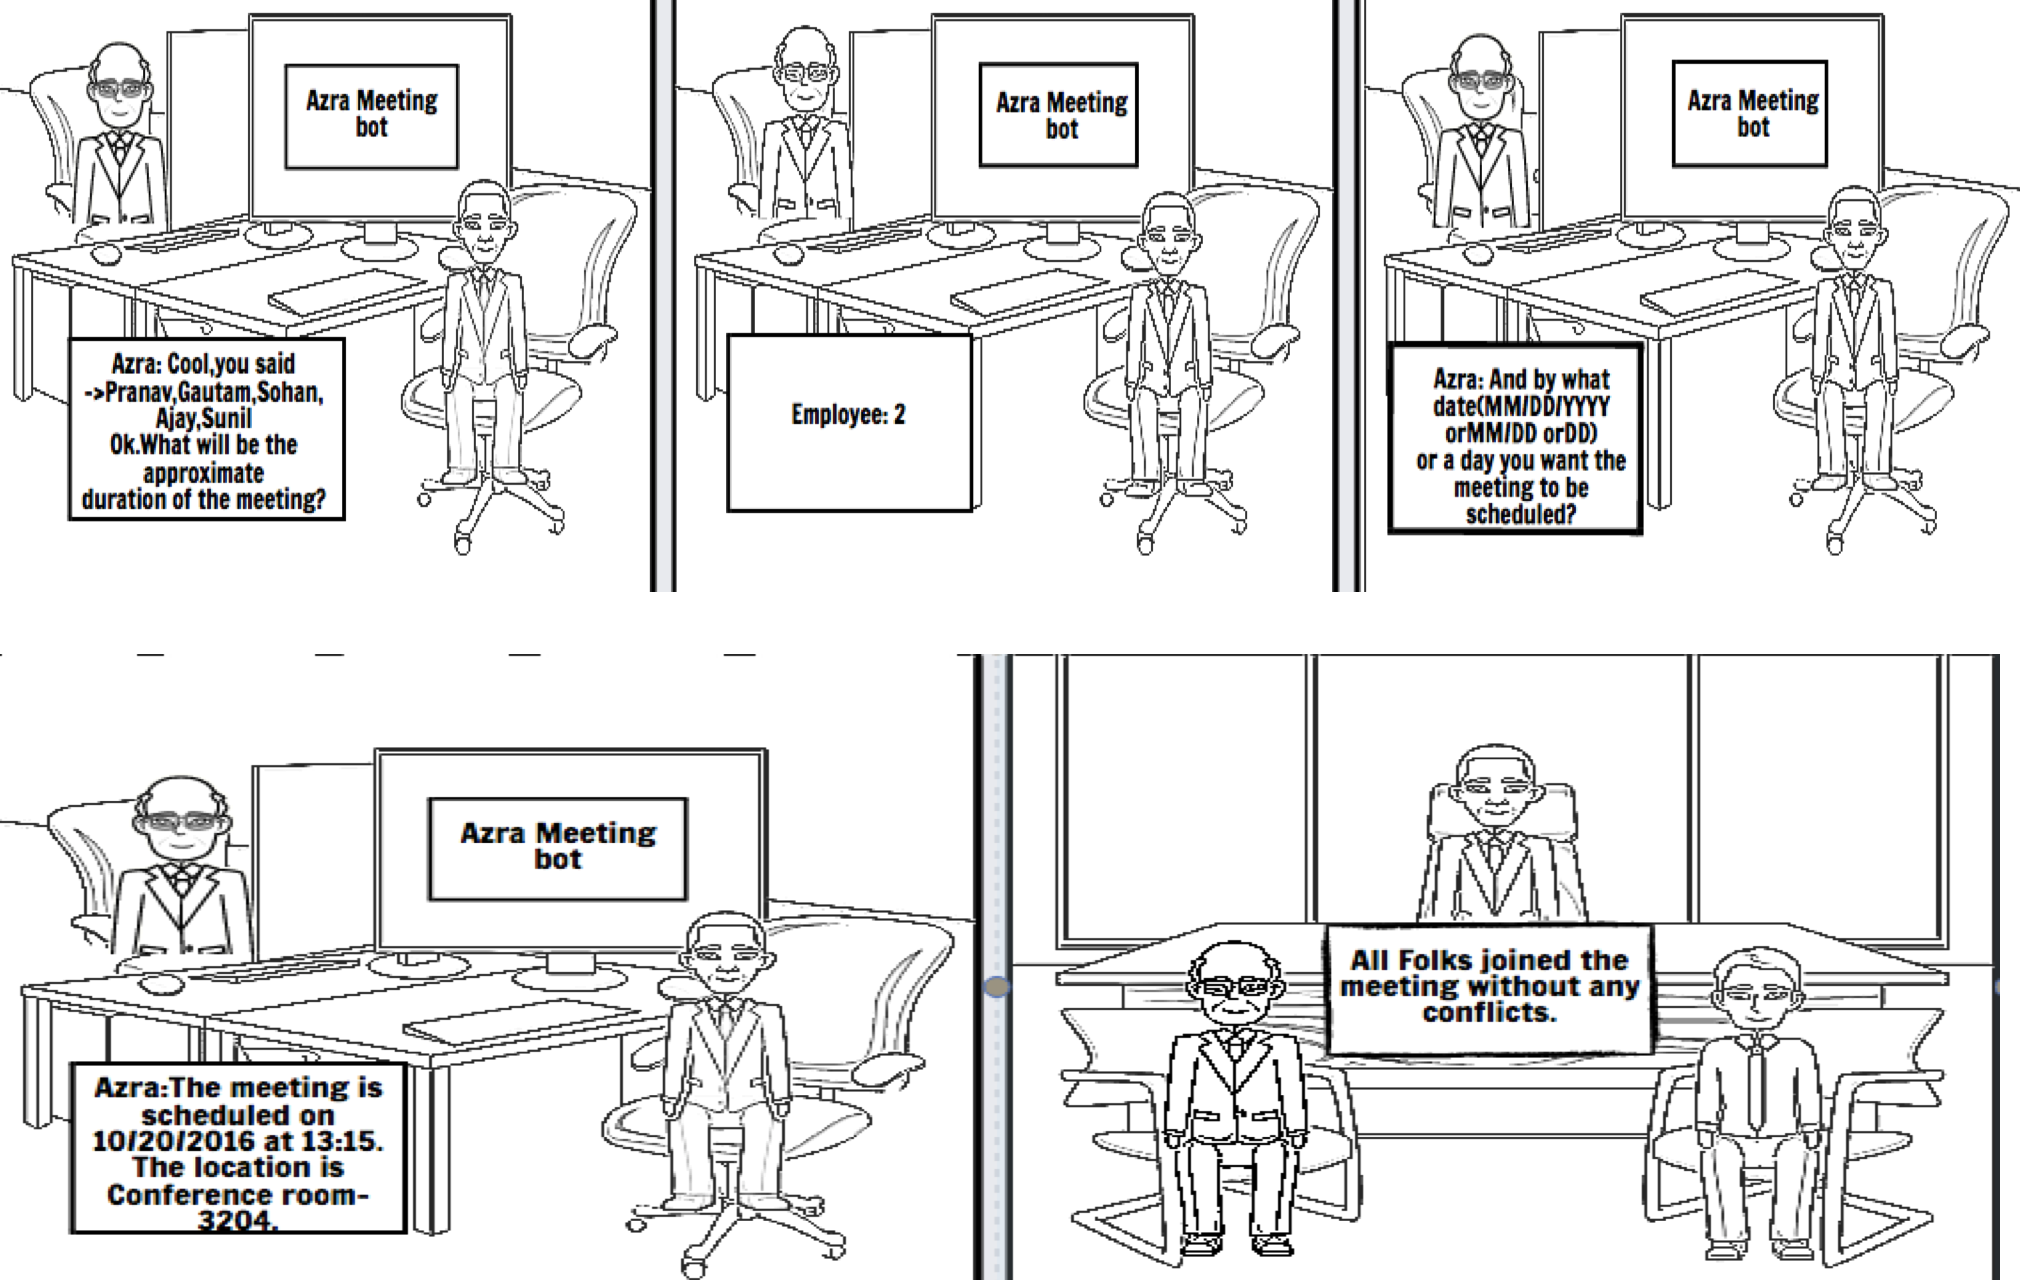 Azra Meeting
bot
Azra: Cool,you said
->Pranav,Gautam,Sohan,
Ajay,Sunil
Ok.What will be the
approximate
duration of the meeting?
Azra Meeting
bot
Employee: 2
Azra Meeting
bot
Azra: And by what
date(MM/DD/YYYY
orMM/DD orDD)
or a day you want the
meeting to be
scheduled?
Azra Meeting
bot
Azra:The meeting is
scheduled on
10/20/2016 at 13:15.
The location is
Conference room-
3204.
All Folks joined the
meeting without any
conflicts.